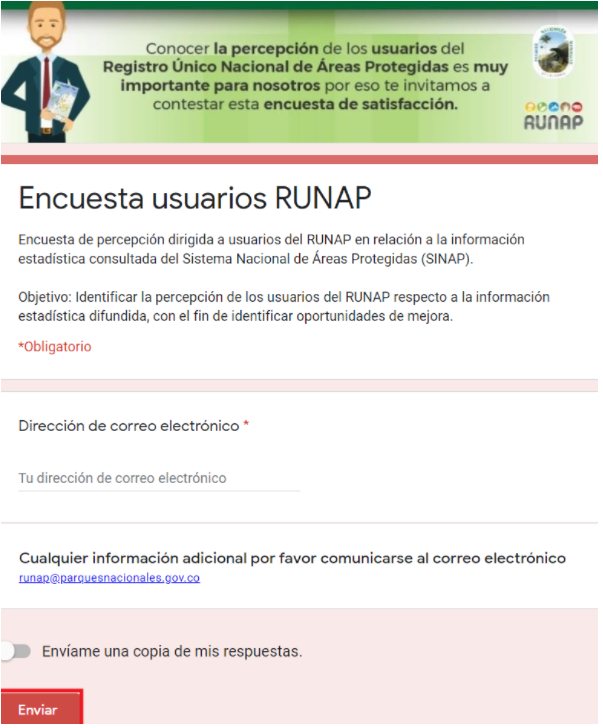 Conocer la percepción de los usuarios del
Registro Único Nacional de Áreas Protegidas es muy
importante para nosotros por eso te invitamos a
contestar esta encuesta de satisfacción.
RUNAP
Encuesta usuarios RUNAP
Encuesta de percepción dirigida a usuarios del RUNAP en relación a la información
estadística consultada del Sistema Nacional de Áreas Protegidas (SINAP).
Objetivo: Identificar la percepción de los usuarios del RUNAP respecto a la información
estadística difundida, con el fin de identificar oportunidades de mejora.
*Obligatorio
Dirección de correo electrónico *
Tu dirección de correo electrónico
Cualquier información adicional por favor comunicarse al correo electrónico
runap@parquesnacionales.gov.co
Envíame una copia de mis respuestas.
Enviar